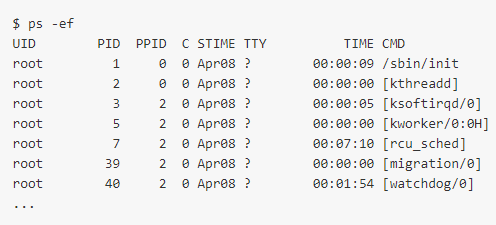 $ ps -ef
UID        PID  PPID  C STIME TTY          TIME CMD
root         1     0  0 Apr08 ?        00:00:09 /sbin/init
root         2     0  0 Apr08 ?        00:00:00 [kthreadd]
root         3     2  0 Apr08 ?        00:00:05 [ksoftirqd/0]
root         5     2  0 Apr08 ?        00:00:00 [kworker/0:0H]
root         7     2  0 Apr08 ?        00:07:10 [rcu_sched]
root        39     2  0 Apr08 ?        00:00:00 [migration/0]
root        40     2  0 Apr08 ?        00:01:54 [watchdog/0]
...